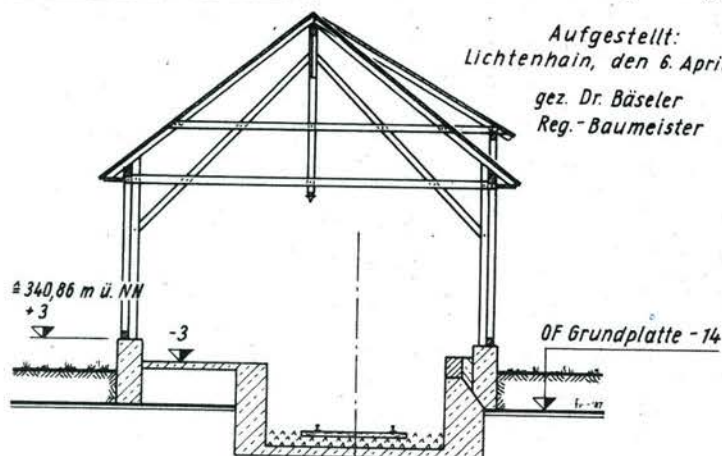 Aufgestellt:
Lichtenhain, den 6. Apri
gez. Dr. Bäseler
Reg.-Baumeister
≙ 340,86 m ü. NN
+ 3
-3
OF Grundplatte - 14